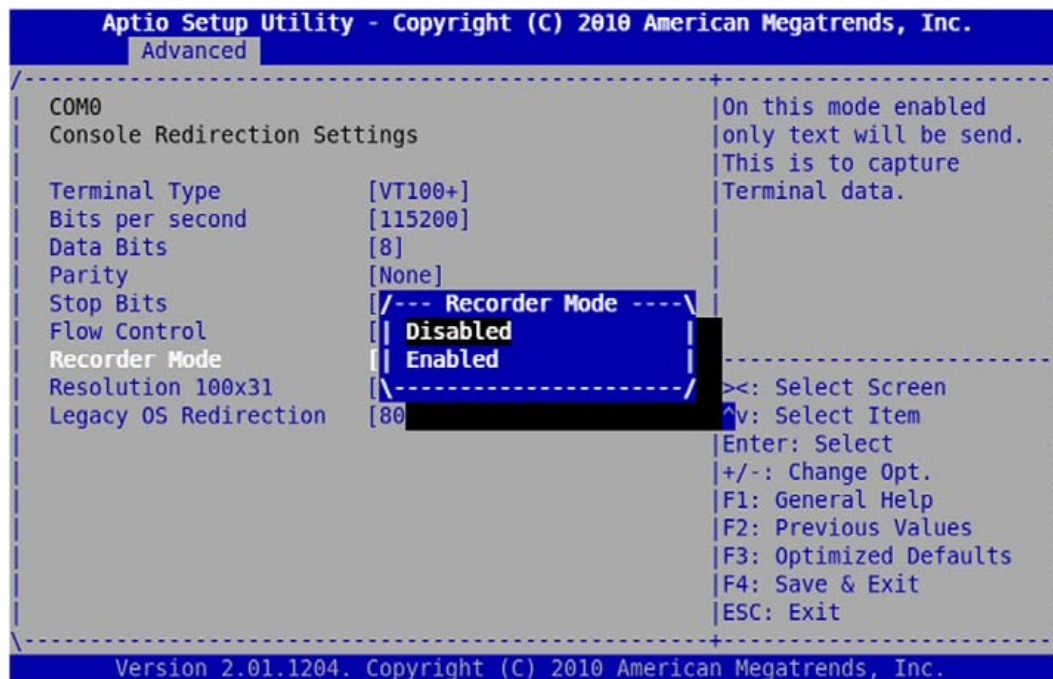 Aptio Setup Utility - Copyright (C) 2010 American Megatrends, Inc.
Advanced
COM0
Console Redirection Settings
Terminal Type [VT100+]
Bits per second [115200]
Data Bits [8]
Parity [None]
Stop Bits [
Flow Control [
Recorder Mode [
Resolution 100x31 [
Legacy OS Redirection [80
/--- Recorder Mode ----\
Disabled
Enabled
On this mode enabled
only text will be send.
This is to capture
Terminal data.
><: Select Screen
^v: Select Item
Enter: Select
+/-: Change Opt.
F1: General Help
F2: Previous Values
F3: Optimized Defaults
F4: Save & Exit
ESC: Exit
Version 2.01.1204. Copyright (C) 2010 American Megatrends, Inc.